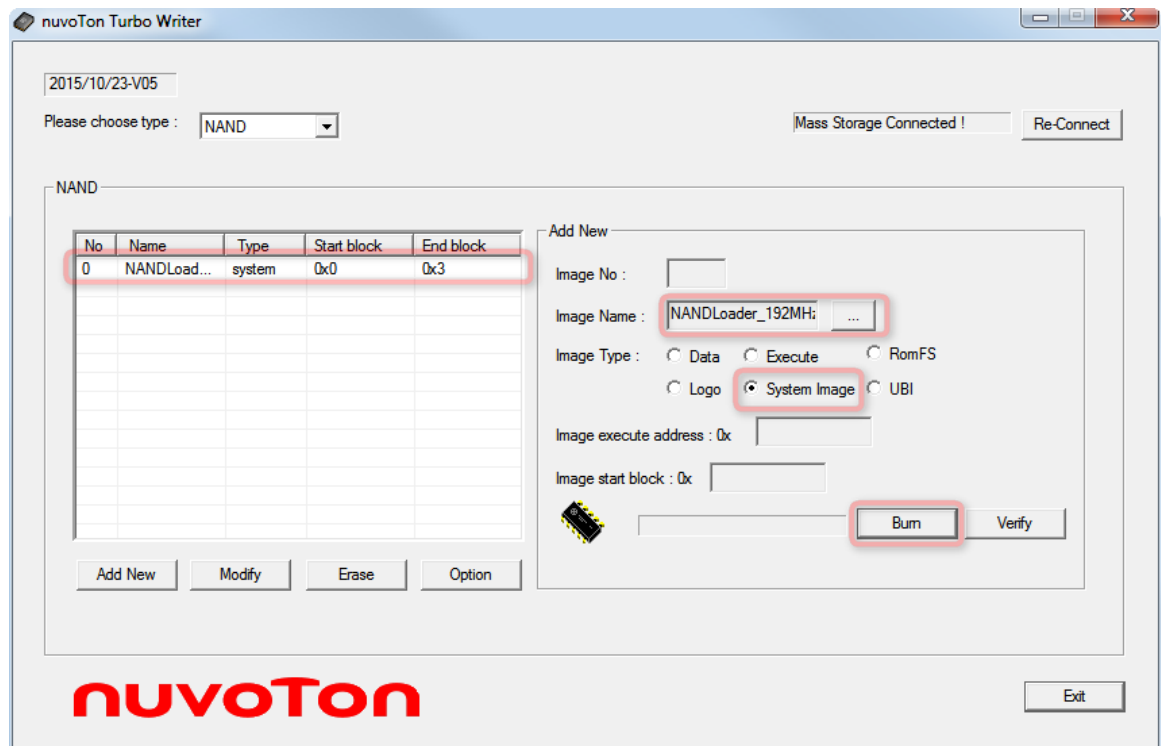 nuvoTon Turbo Writer
2015/10/23-V05
Please choose type : NAND
Mass Storage Connected ! Re-Connect
NAND
No Name Type Start block End block
0 NANDLoad... system 0x0 0x3
Add New Modify Erase Option
Add New
Image No :
Image Name : NANDLoader_192MHz ...
Image Type : Data Execute RomFS
Logo System Image UBI
Image execute address : 0x
Image start block : 0x
Burn Verify
nuvoTon
Exit